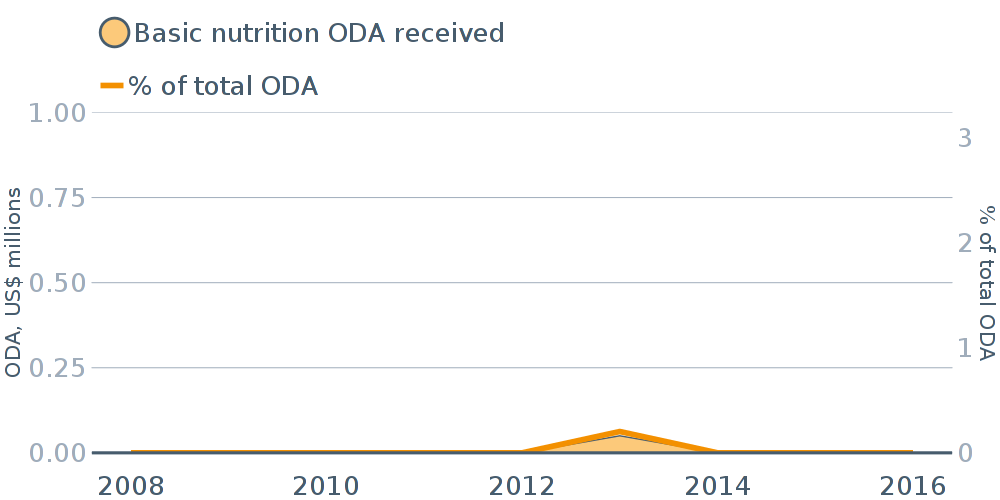 Basic nutrition ODA received
% of total ODA
1.00
0.75
0.50
0.25
0.00
ODA, US$ millions
3
2
1
0
% of total ODA
2008 2010 2012 2014 2016